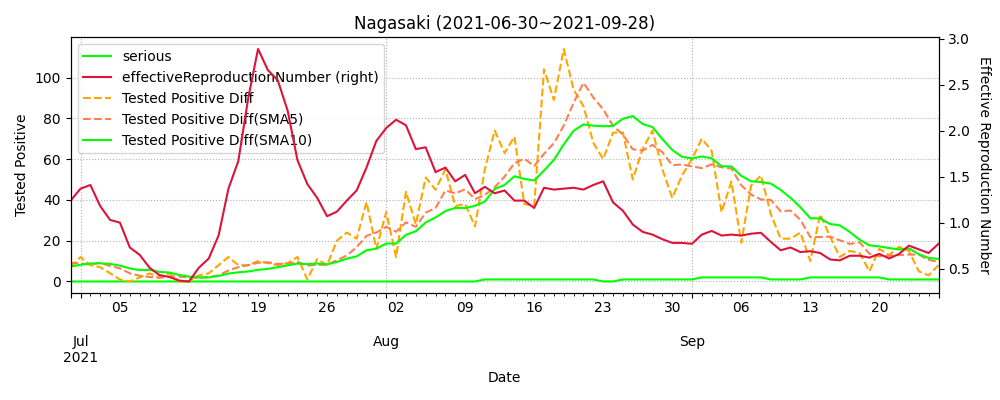 Nagasaki (2021-06-30~2021-09-28)
serious
effectiveReproductionNumber (right)
Tested Positive Diff
Tested Positive Diff(SMA5)
Tested Positive Diff(SMA10)
Tested Positive
100
80
60
40
20
0
3.0
2.5
2.0
1.5
1.0
0.5
Effective Reproduction Number
05 12 19 26 02 09 16 23 30 06 13 20
Jul Aug Sep
2021
Date